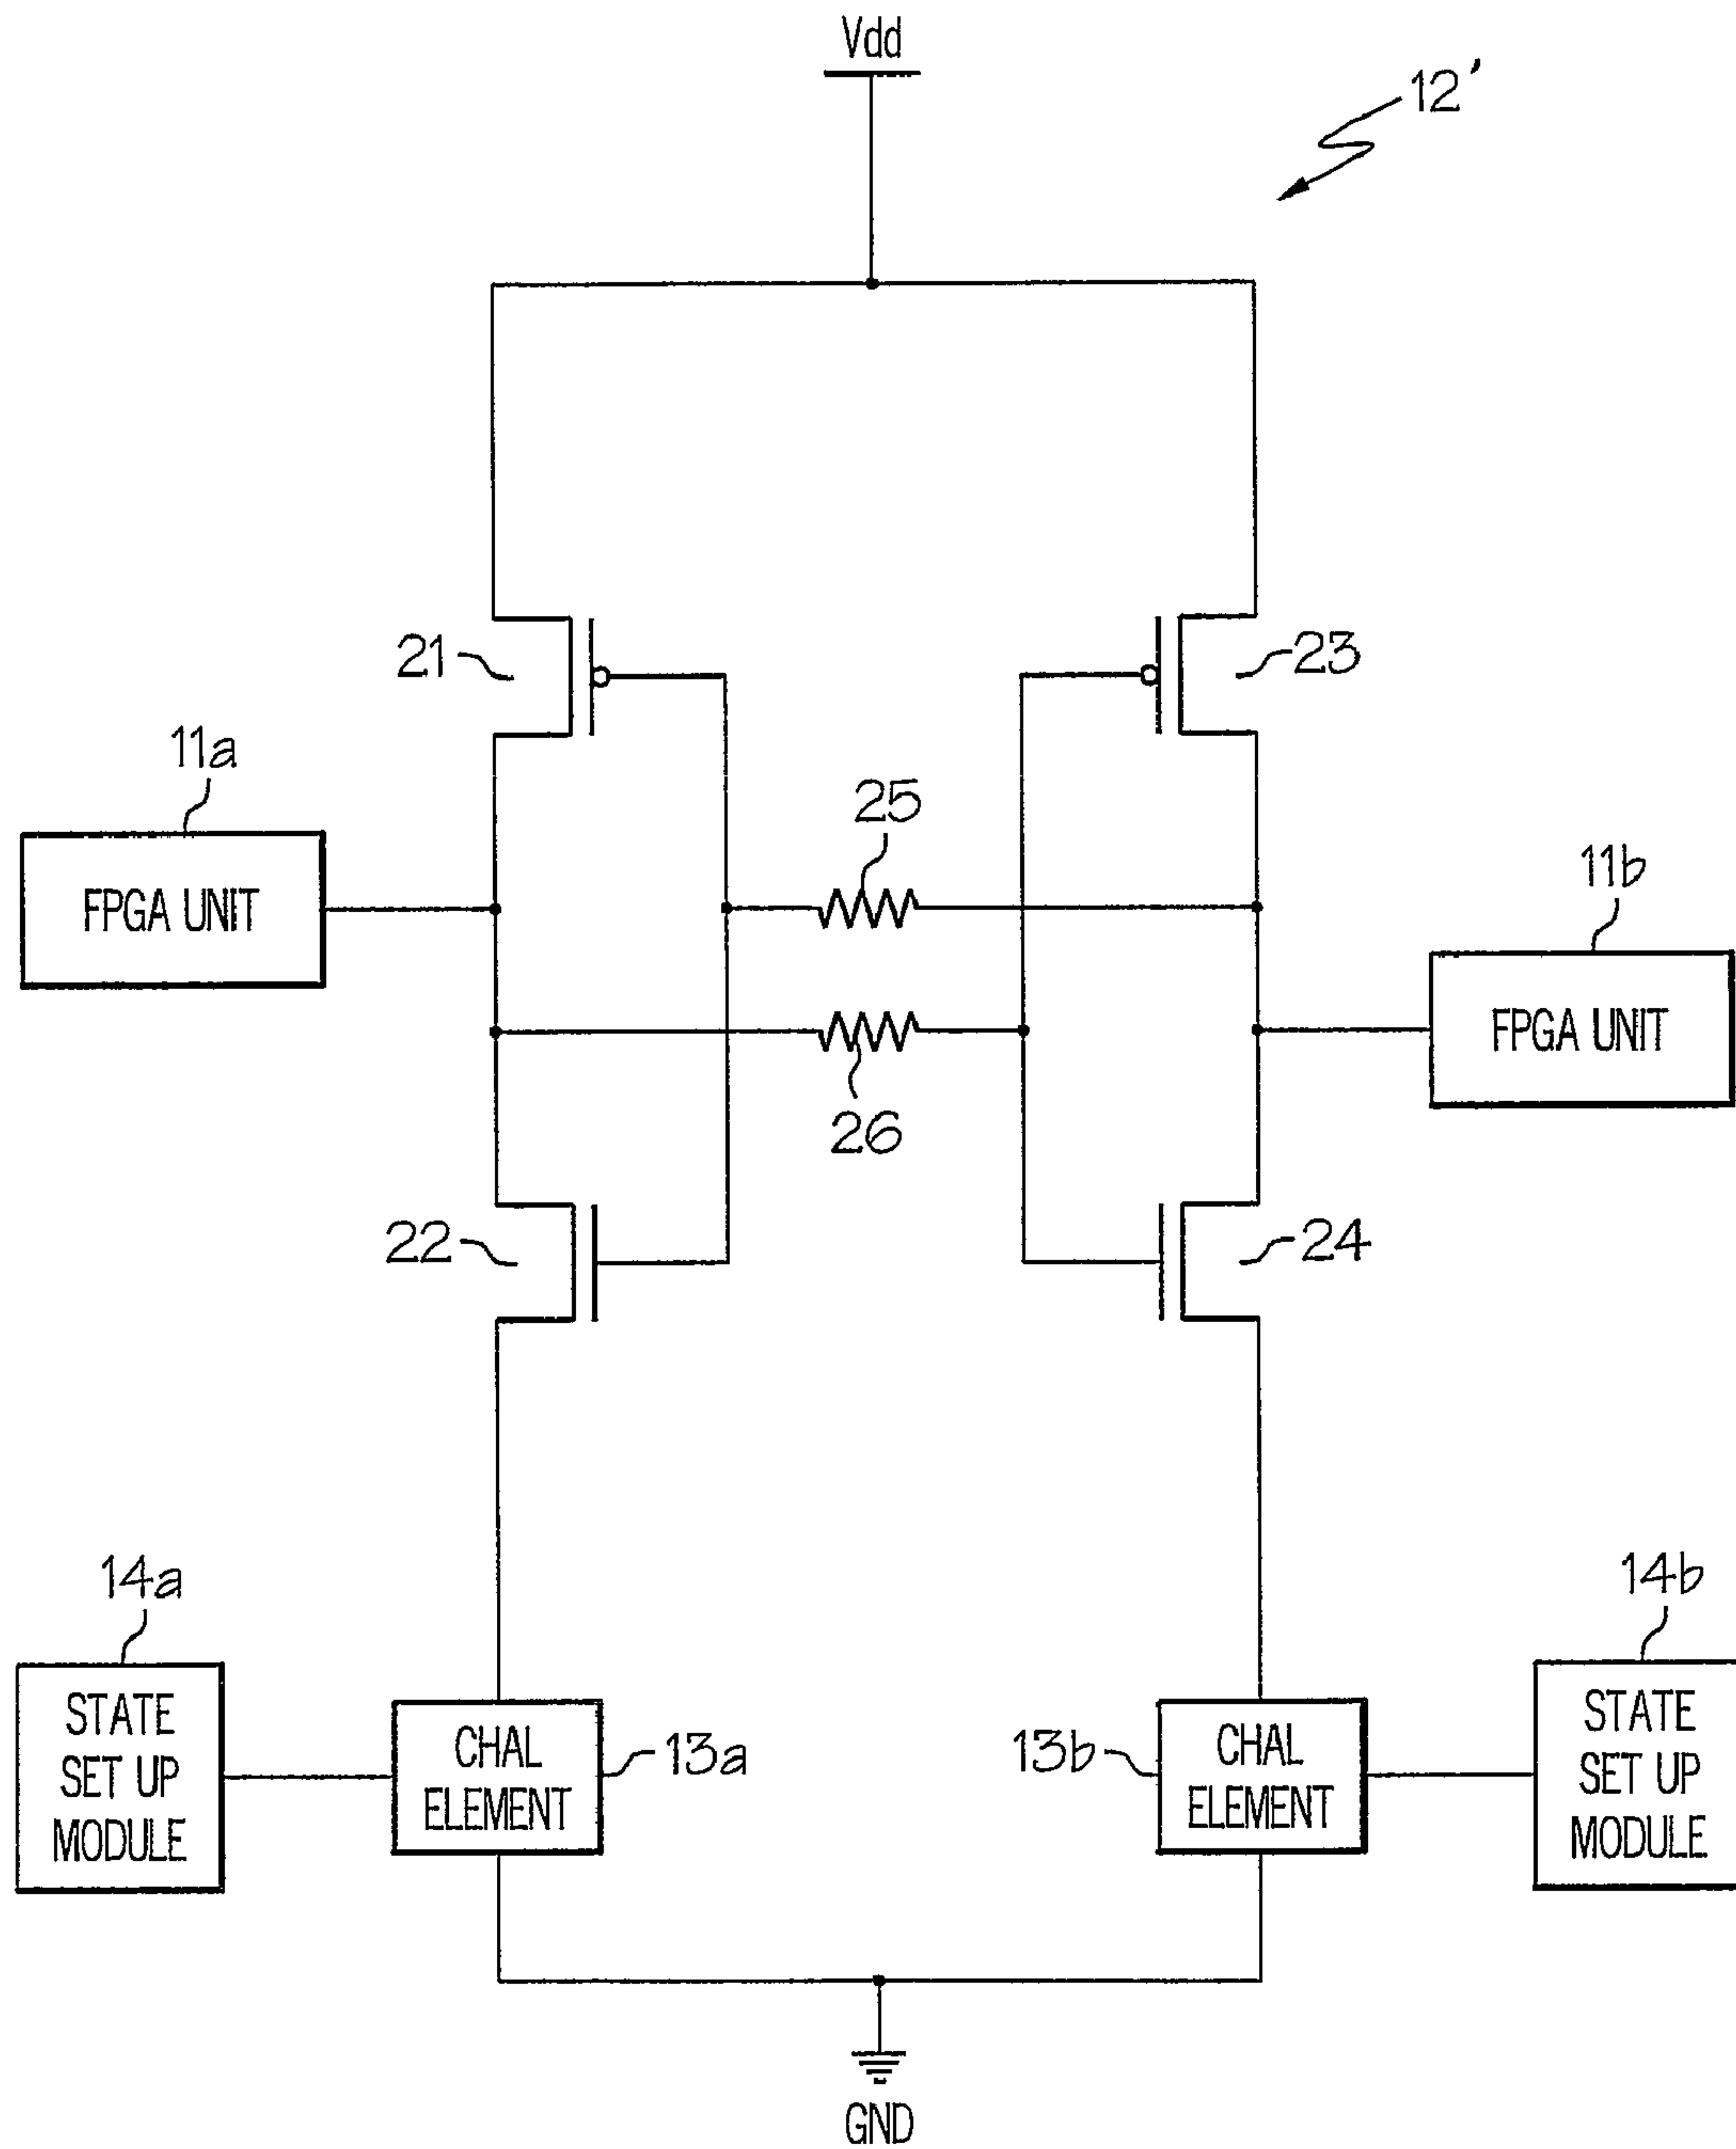 Vdd
12'
21
23
11a
FPGA UNIT
25
11b
FPGA UNIT
26
22
24
14a
STATE
SET UP
MODULE
CHAL
ELEMENT
13a
13b
CHAL
ELEMENT
14b
STATE
SET UP
MODULE
GND